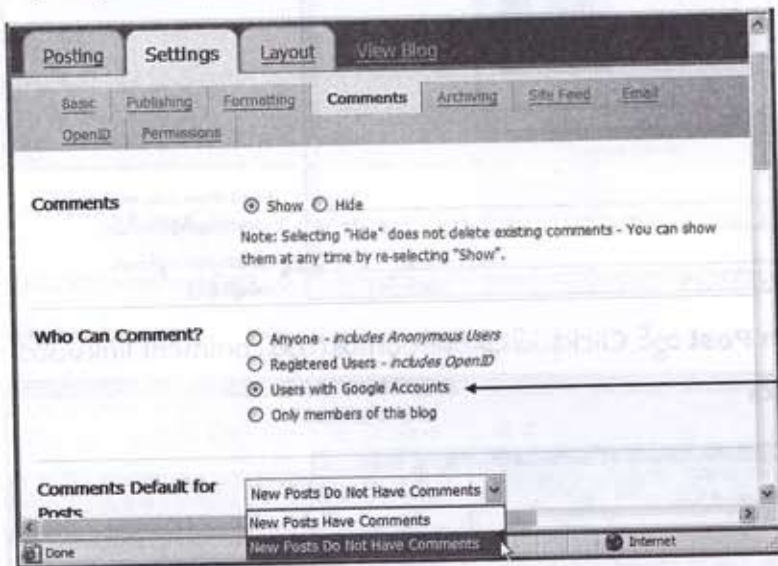 Posting Settings Layout View Blog
Basic Publishing Formatting Comments Archiving Site Feed Email
OpenID Permissions
Comments
Show Hide
Note: Selecting "Hide" does not delete existing comments - You can show
them at any time by re-selecting "Show".
Who Can Comment?
Anyone - includes Anonymous Users
Registered Users - includes OpenID
Users with Google Accounts
Only members of this blog
Comments Default for
Posts
New Posts Do Not Have Comments
New Posts Have Comments
New Posts Do Not Have Comments
Done Internet